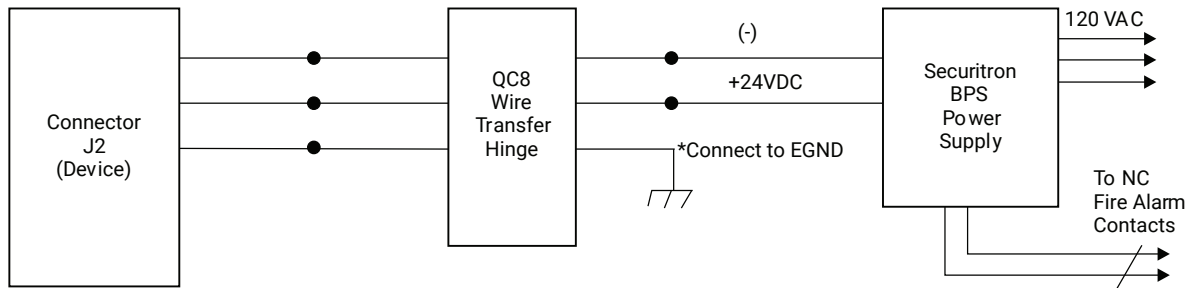 Connector
J2
(Device)
QC8
Wire
Transfer
Hinge
(-)
+24VDC
*Connect to EGND
Securitron
BPS
Power
Supply
120 VAC
To NC
Fire Alarm
Contacts